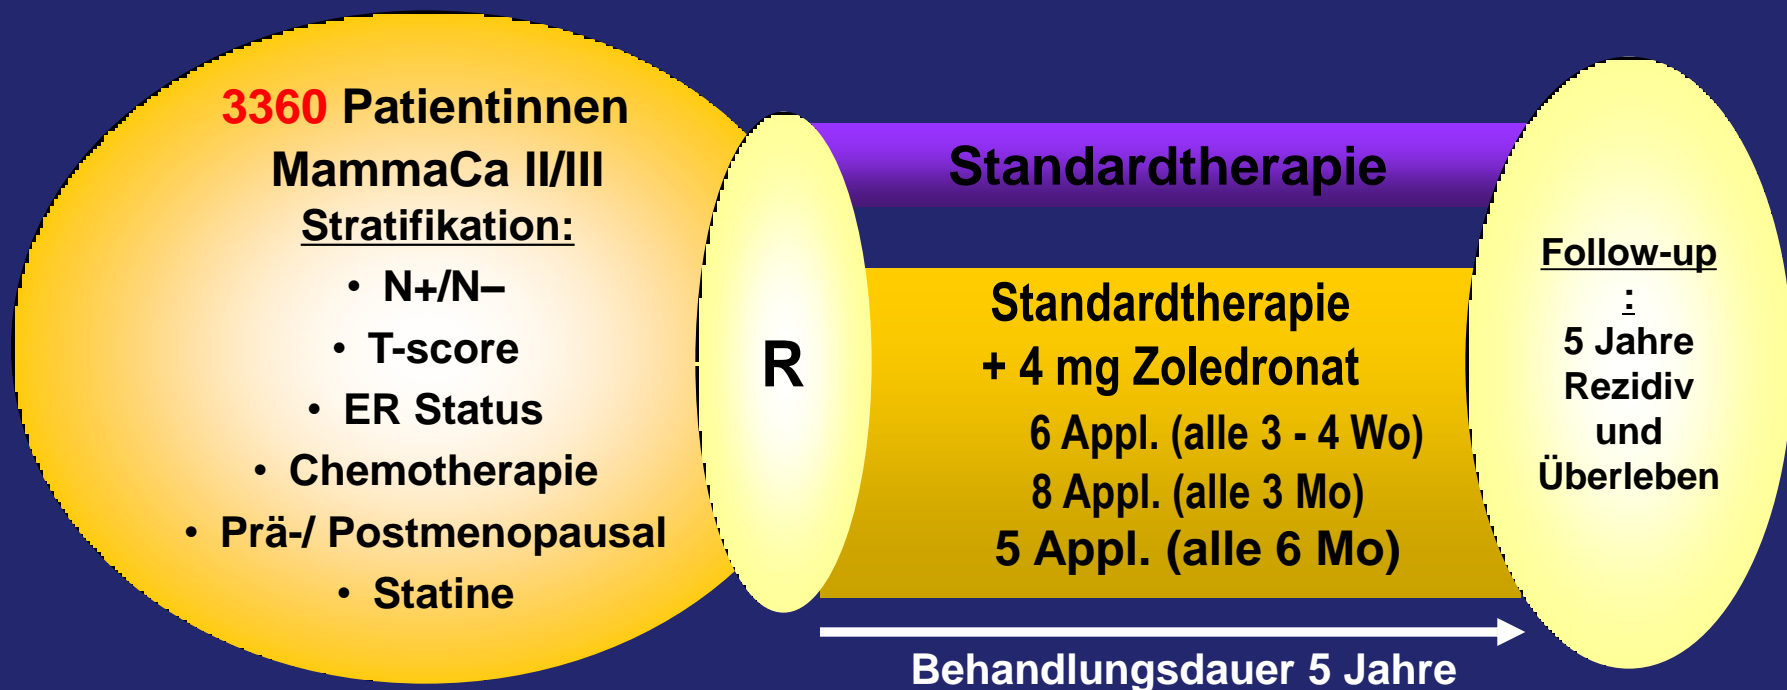 3360 Patientinnen
MammaCa II/III
Stratifikation:
• N+/N–
• T-score
• ER Status
• Chemotherapie
• Prä-/ Postmenopausal
• Statine
R
Standardtherapie
Standardtherapie
+ 4 mg Zoledronat
6 Appl. (alle 3 - 4 Wo)
8 Appl. (alle 3 Mo)
5 Appl. (alle 6 Mo)
Behandlungsdauer 5 Jahre
Follow-up
:
5 Jahre
Rezidiv
und
Überleben